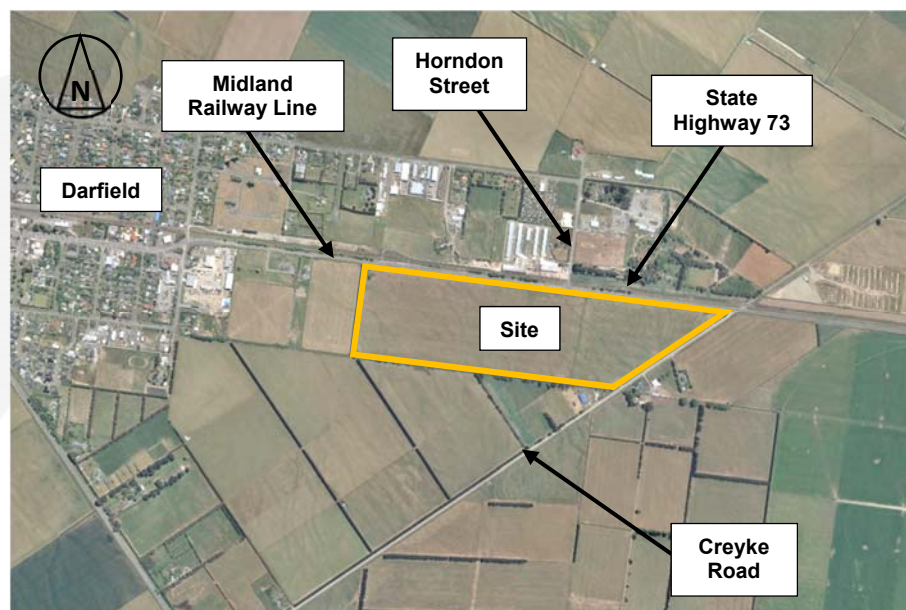 N
Midland
Railway Line
Horndon
Street
State
Highway 73
Darfield
Site
Creyke
Road